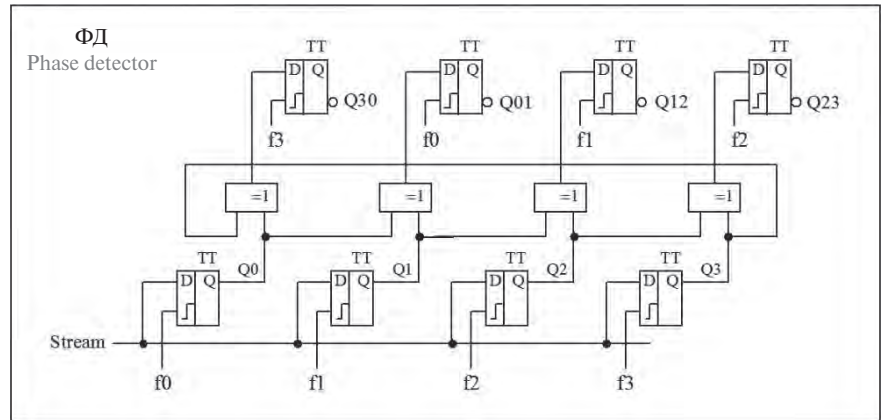 ФД
Phase detector
TT TT TT TT
D Q D Q D Q D Q
Q30 Q01 Q12 Q23
f3 f0 f1 f2
=1 =1 =1 =1
TT TT TT TT
Q0 Q1 Q2 Q3
D Q D Q D Q D Q
Stream
f0 f1 f2 f3